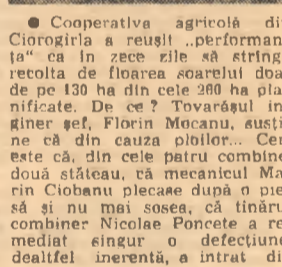 ● Cooperativa agricolă di
Ciorogîrla a reușit „performan
ța“ ca în zece zile să strîng
recolta de floarea soarelui doa
de pe 130 ha din cele 260 ha pla
nificate. De ce? Tovarășul in
giner șef, Florin Mocanu, susți
ne că din cauza ploilor... Cer
este că, din cele patru combine
două stăteau, că mecanicul Ma
rin Ciobanu plecase după o pie
să și nu mai sosea, că tînăru
combiner Nicolae Poncete a re
mediat singur o defecțiune
dealtfel inerentă, a intrat di